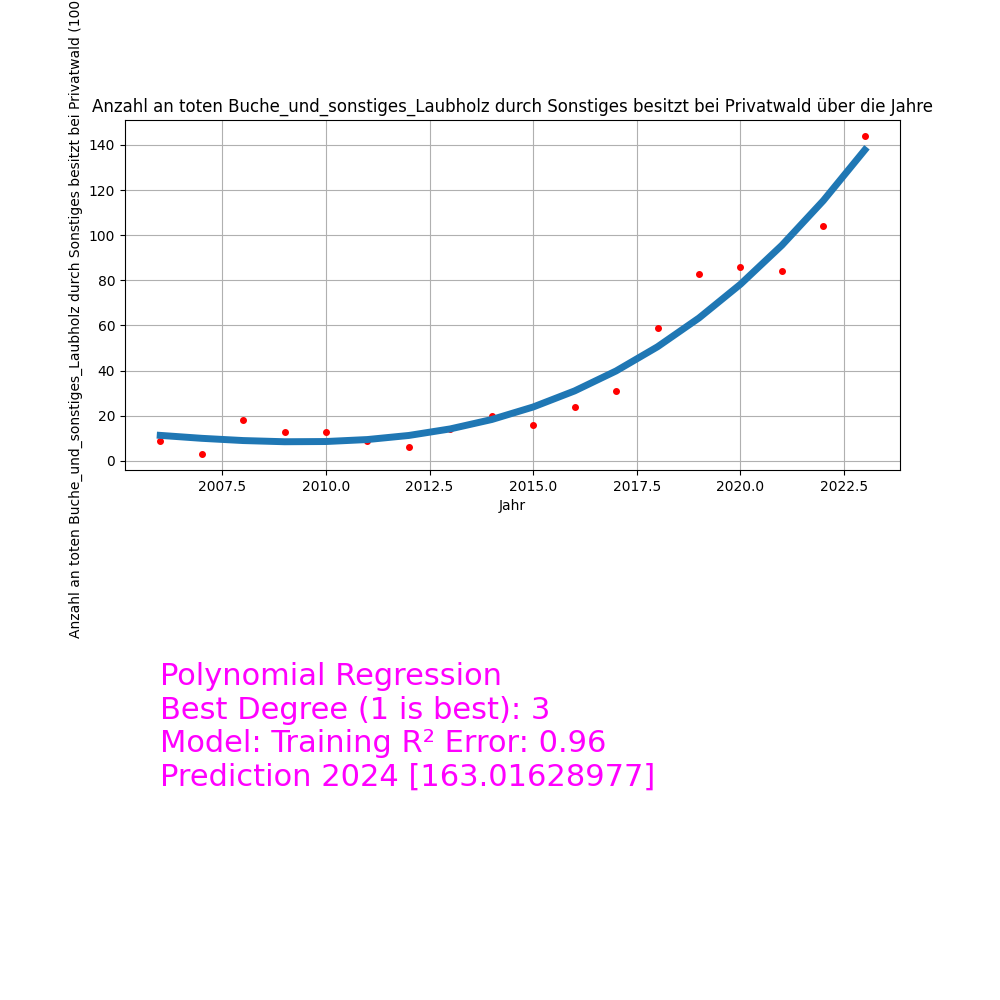 Anzahl an toten Buche_und_sonstiges_Laubholz durch Sonstiges besitzt bei Privatwald über die Jahre
Anzahl an toten Buche_und_sonstiges_Laubholz durch Sonstiges besitzt bei Privatwald (100
140
120
100
80
60
40
20
0
2007.5 2010.0 2012.5 2015.0 2017.5 2020.0 2022.5
Jahr
Polynomial Regression
Best Degree (1 is best): 3
Model: Training R² Error: 0.96
Prediction 2024 [163.01628977]